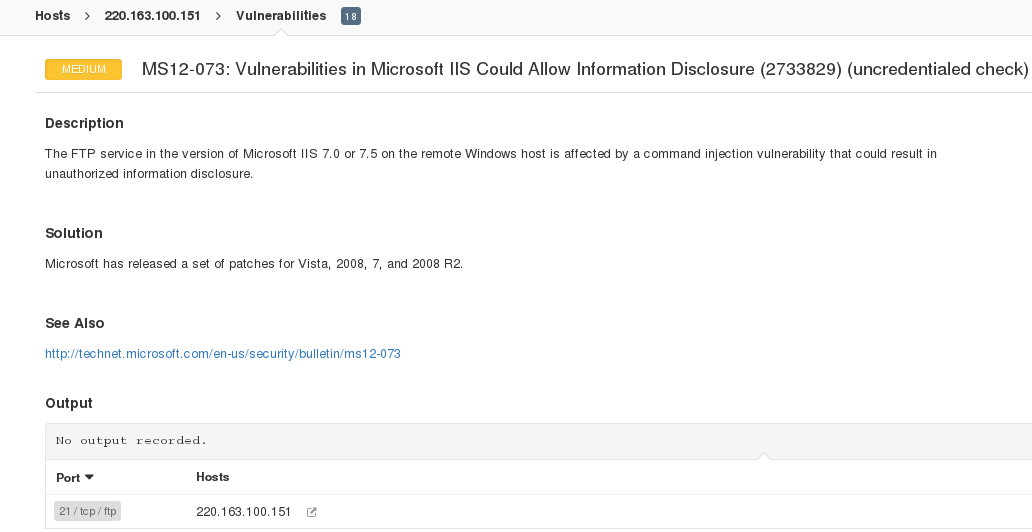 Hosts > 220.163.100.151 > Vulnerabilities 18
MEDIUM MS12-073: Vulnerabilities in Microsoft IIS Could Allow Information Disclosure (2733829) (uncredentialed check)
Description
The FTP service in the version of Microsoft IIS 7.0 or 7.5 on the remote Windows host is affected by a command injection vulnerability that could result in
unauthorized information disclosure.
Solution
Microsoft has released a set of patches for Vista, 2008, 7, and 2008 R2.
See Also
http://technet.microsoft.com/en-us/security/bulletin/ms12-073
Output
No output recorded.
Port Hosts
21 / tcp / ftp 220.163.100.151